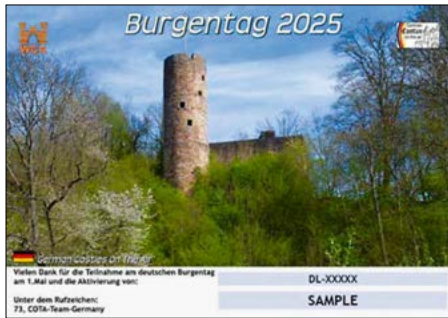 Burgentag 2025
WCA
German Castles On The Air
Vielen Dank für die Teilnahme am deutschen Burgentag
am 1.Mai und die Aktivierung von:
DL-XXXXX
Unter dem Rufzeichen:
SAMPLE
73, COTA-Team-Germany